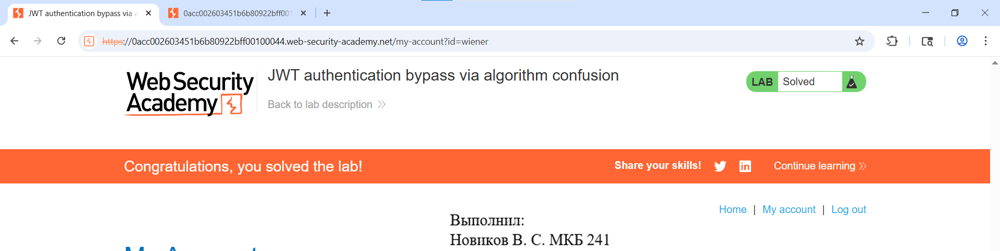 JWT authentication bypass via a
0acc002603451b6b80922bff001
https://0acc002603451b6b80922bff00100044.web-security-academy.net/my-account?id=wiener
Web Security
Academy
JWT authentication bypass via algorithm confusion
Back to lab description
LAB Solved
Congratulations, you solved the lab!
Share your skills!
Continue learning
Home | My account | Log out
Выполнил:
Новиков В. С. МКБ 241